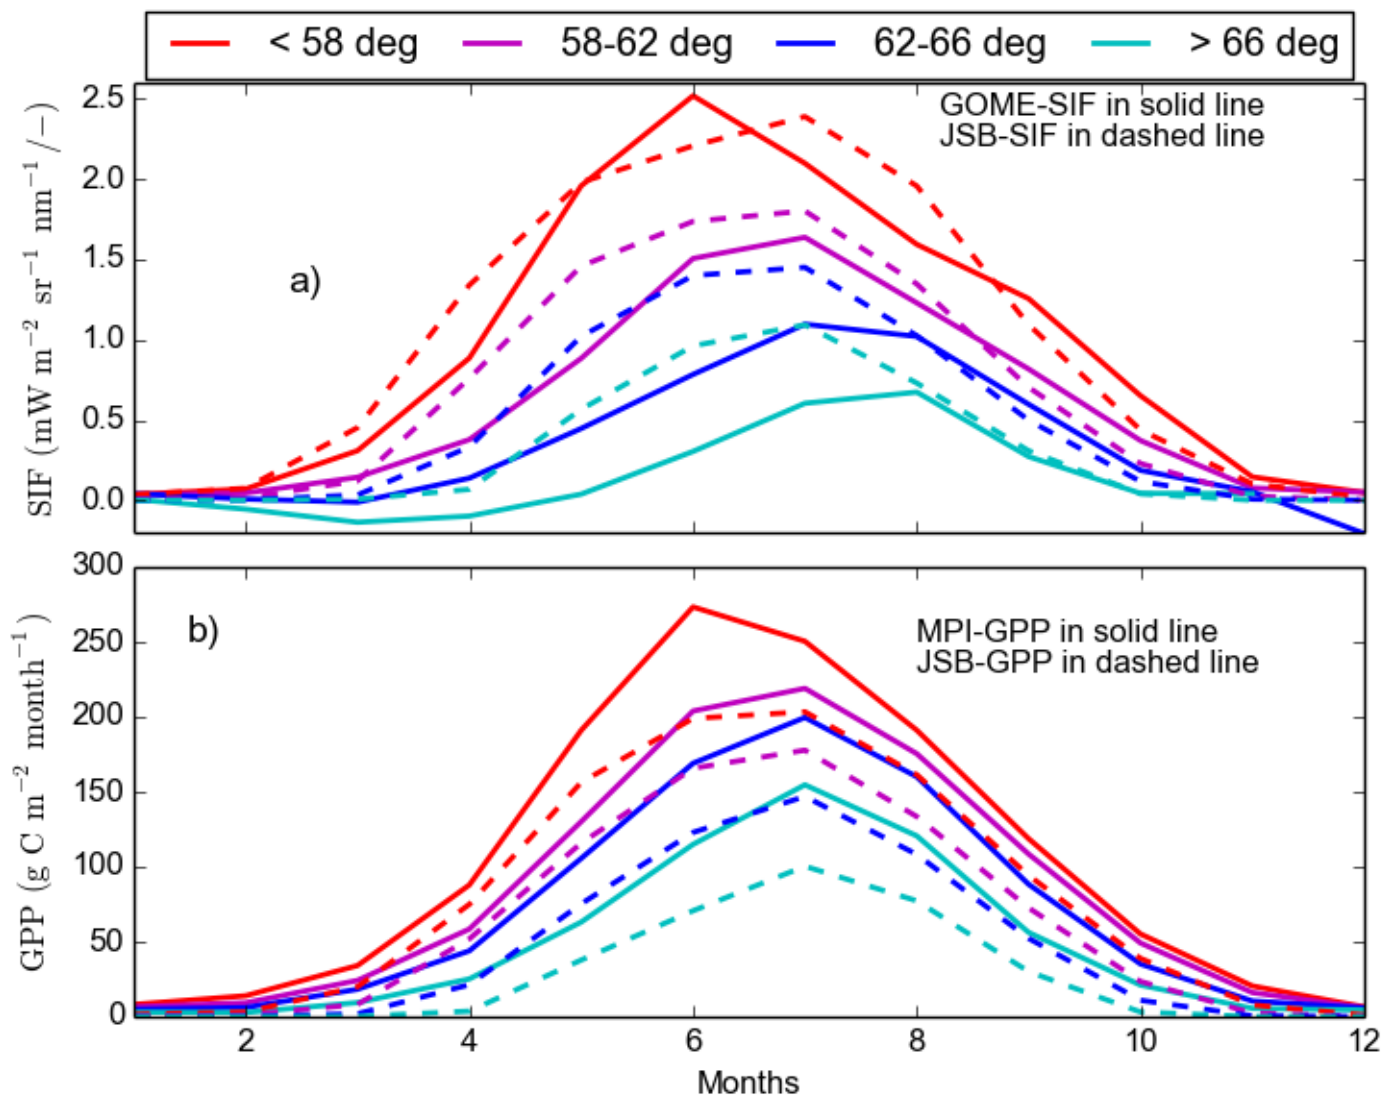 < 58 deg 58-62 deg 62-66 deg > 66 deg
GOME-SIF in solid line
JSB-SIF in dashed line
a)
SIF (mW m⁻² sr⁻¹ nm⁻¹/−)
2.5
2.0
1.5
1.0
0.5
0.0
b)
MPI-GPP in solid line
JSB-GPP in dashed line
GPP (g C m⁻² month⁻¹)
300
250
200
150
100
50
0
2 4 6 8 10 12
Months